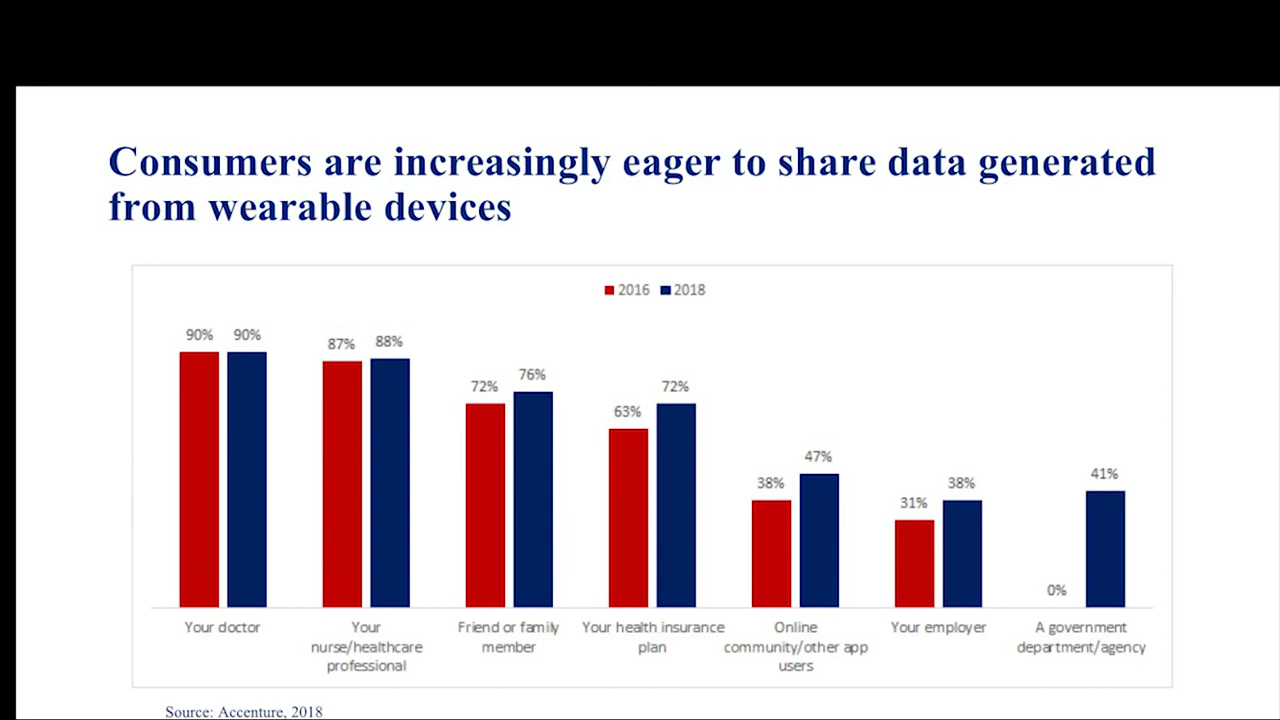 Consumers are increasingly eager to share data generated
from wearable devices
2016 2018
90% 90% 87% 88% 72% 76% 63% 72% 38% 47% 31% 38% 0% 41%
Your doctor
Your
nurse/healthcare
professional
Friend or family
member
Your health insurance
plan
Online
community/other app
users
Your employer
A government
department/agency
Source: Accenture, 2018